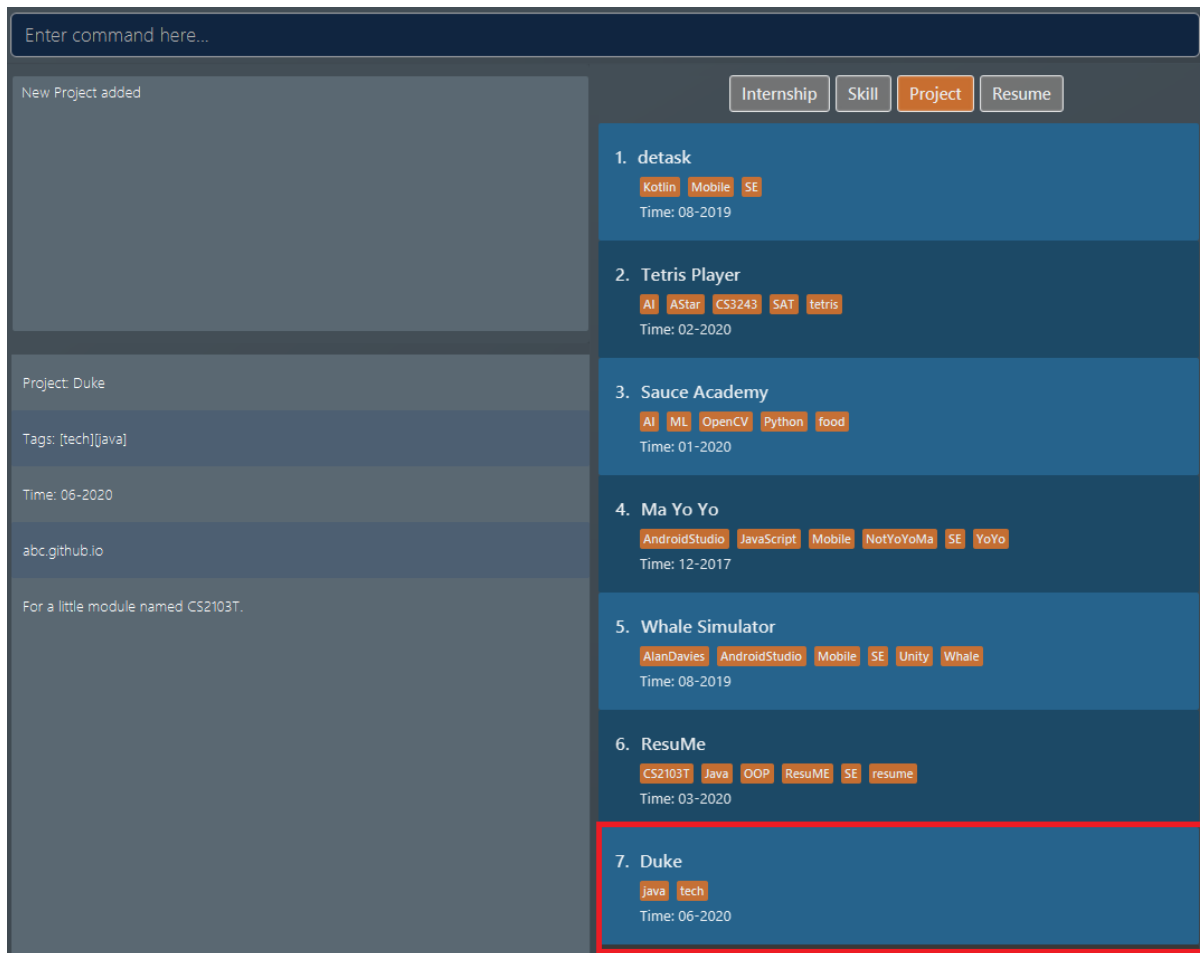 Enter command here...
New Project added
Project: Duke
Tags: [tech][java]
Time: 06-2020
abc.github.io
For a little module named CS2103T.
Internship Skill Project Resume
1. detask
Kotlin Mobile SE
Time: 08-2019
2. Tetris Player
AI AStar CS3243 SAT tetris
Time: 02-2020
3. Sauce Academy
AI ML OpenCV Python food
Time: 01-2020
4. Ma Yo Yo
AndroidStudio JavaScript Mobile NotYoYoMa SE YoYo
Time: 12-2017
5. Whale Simulator
AlanDavies AndroidStudio Mobile SE Unity Whale
Time: 08-2019
6. ResuMe
CS2103T Java OOP ResuME SE resume
Time: 03-2020
7. Duke
java tech
Time: 06-2020